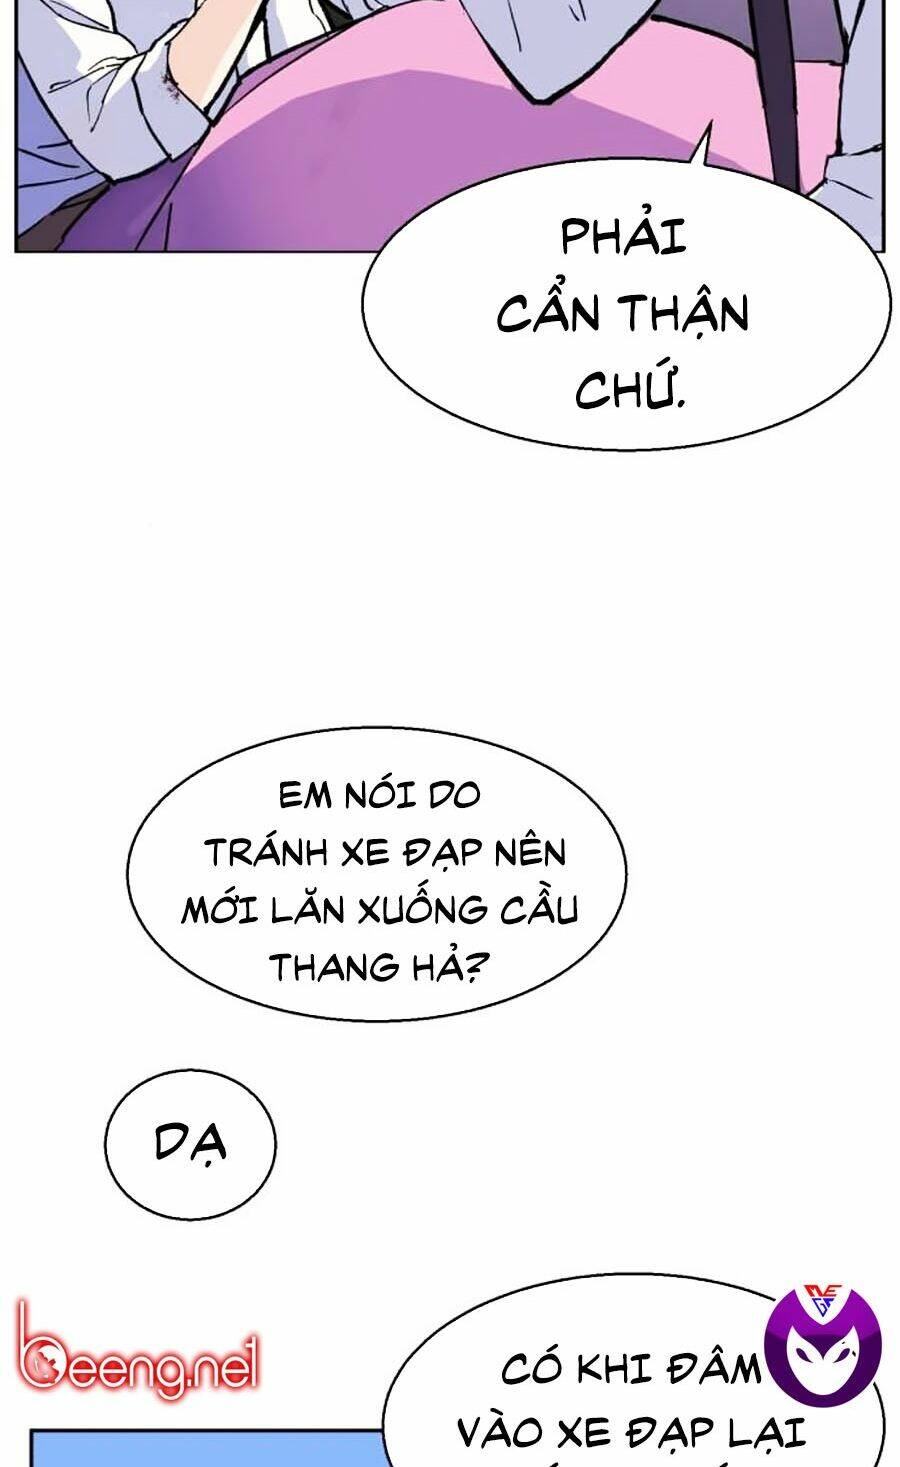 PHẢI
CẨN THẬN
CHỨ.
EM NÓI DO
TRÁNH XE ĐẠP NÊN
MỚI LĂN XUỐNG CẦU
THANG HẢ?
DẠ
beeng.net
CÓ KHI ĐÂM
VÀO XE ĐẠP LẠI